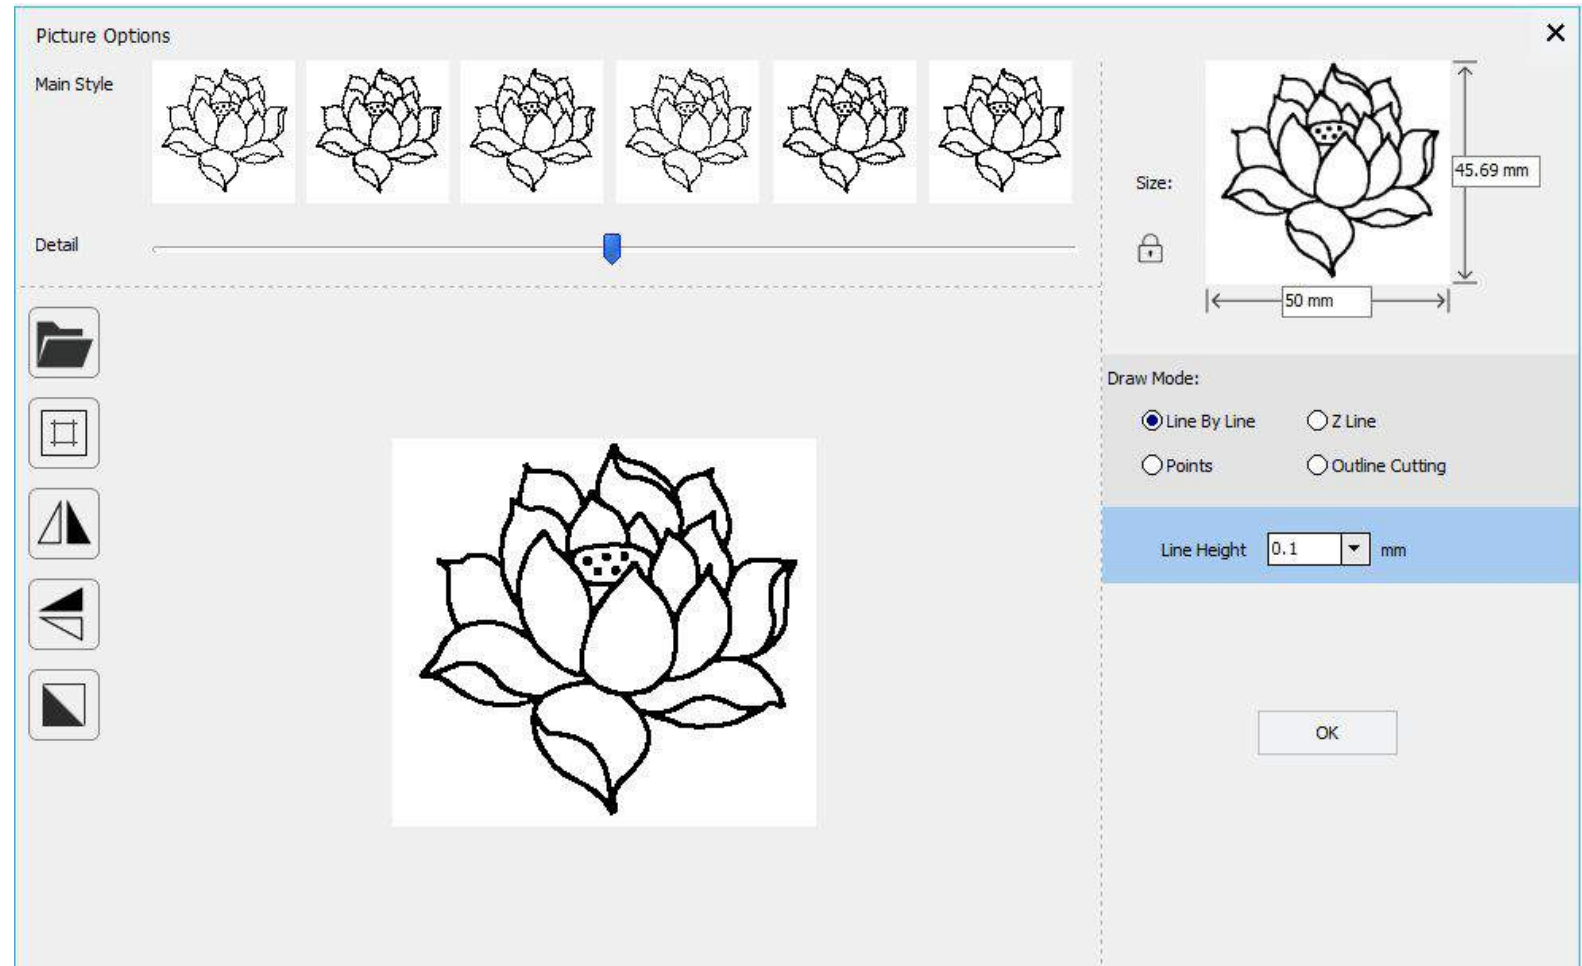 Picture Options
Main Style
Detail
Size:
45.69 mm
50 mm
Draw Mode:
Line By Line
Z Line
Points
Outline Cutting
Line Height 0.1 mm
OK